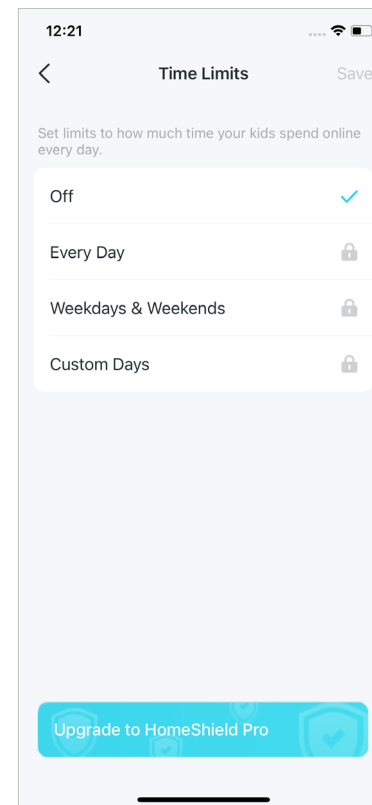 12:21
Time Limits
Save
Set limits to how much time your kids spend online
every day.
Off
Every Day
Weekdays & Weekends
Custom Days
Upgrade to HomeShield Pro